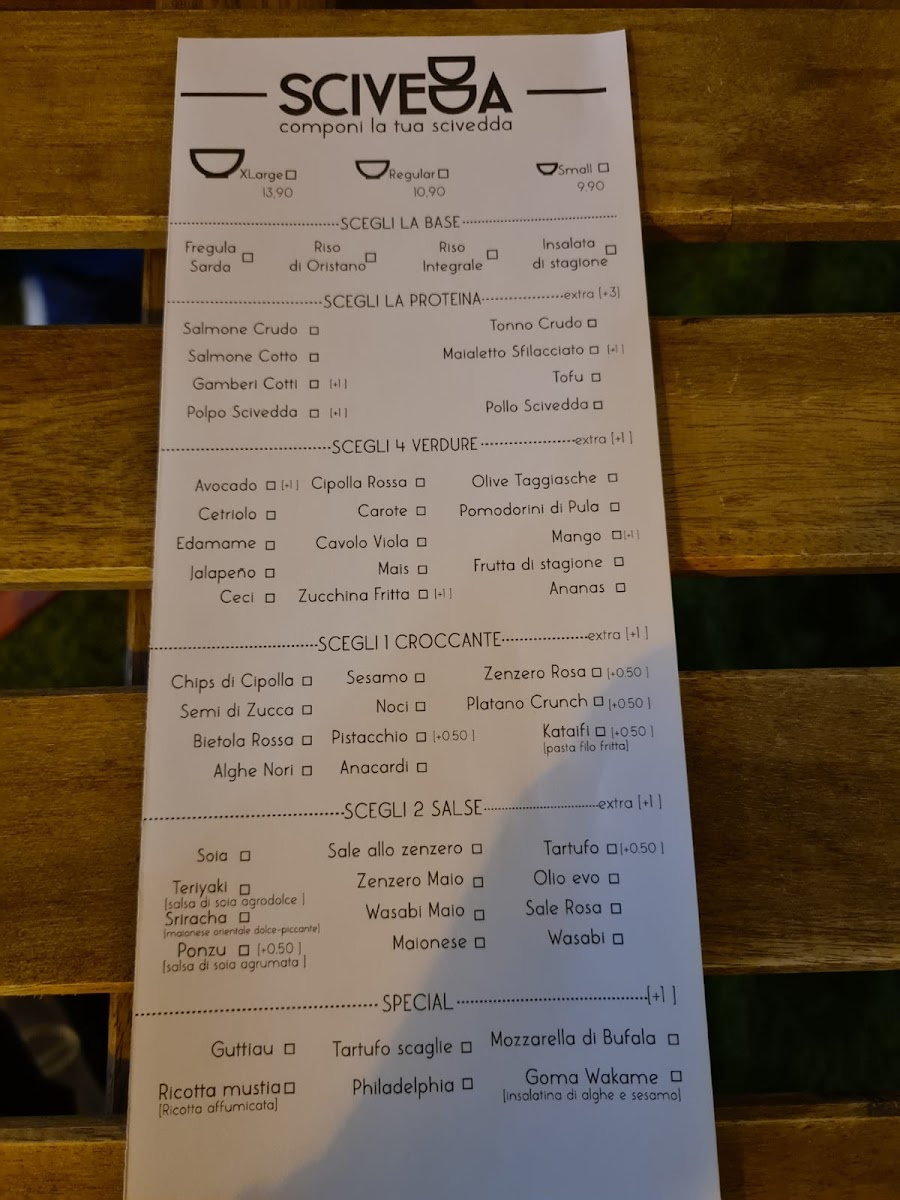 SCIVEDDA
componi la tua scivedda
XLarge Regular Small
13,90 10,90 9,90
SCEGLI LA BASE
Fregula Sarda
Riso di Oristano
Riso Integrale
Insalata di stagione
SCEGLI LA PROTEINA extra (+3)
Salmone Crudo Tonno Crudo
Salmone Cotto Maialetto Sfilacciato (+1)
Gamberi Cotti (+1) Tofu
Polpo Scivedda (+1) Pollo Scivedda
SCEGLI 4 VERDURE extra (+1)
Avocado (+1) Cipolla Rossa Olive Taggiasche
Cetriolo Carote Pomodorini di Pula
Edamame Cavolo Viola Mango (+1)
Jalapeño Mais Frutta di stagione
Ceci Zucchina Fritta (+1) Ananas
SCEGLI 1 CROCCANTE extra (+1)
Chips di Cipolla Sesamo Zenzero Rosa (+0.50)
Semi di Zucca Noci Platano Crunch (+0.50)
Bietola Rossa Pistacchio (+0.50) Kataifi (+0.50)
(pasta filo fritta)
Alghe Nori Anacardi
SCEGLI 2 SALSE extra (+1)
Soia Sale allo zenzero Tartufo (+0.50)
Teriyaki Zenzero Maio Olio evo
(salsa di soia agrodolce)
Sriracha Wasabi Maio Sale Rosa
(maionese orientale dolce-piccante)
Ponzu (+0.50) Maionese Wasabi
(salsa di soia agrumata)
SPECIAL (+1)
Guttiau Tartufo scaglie Mozzarella di Bufala
Ricotta mustia Philadelphia Goma Wakame
(Ricotta affumicata) (insalatina di alghe e sesamo)